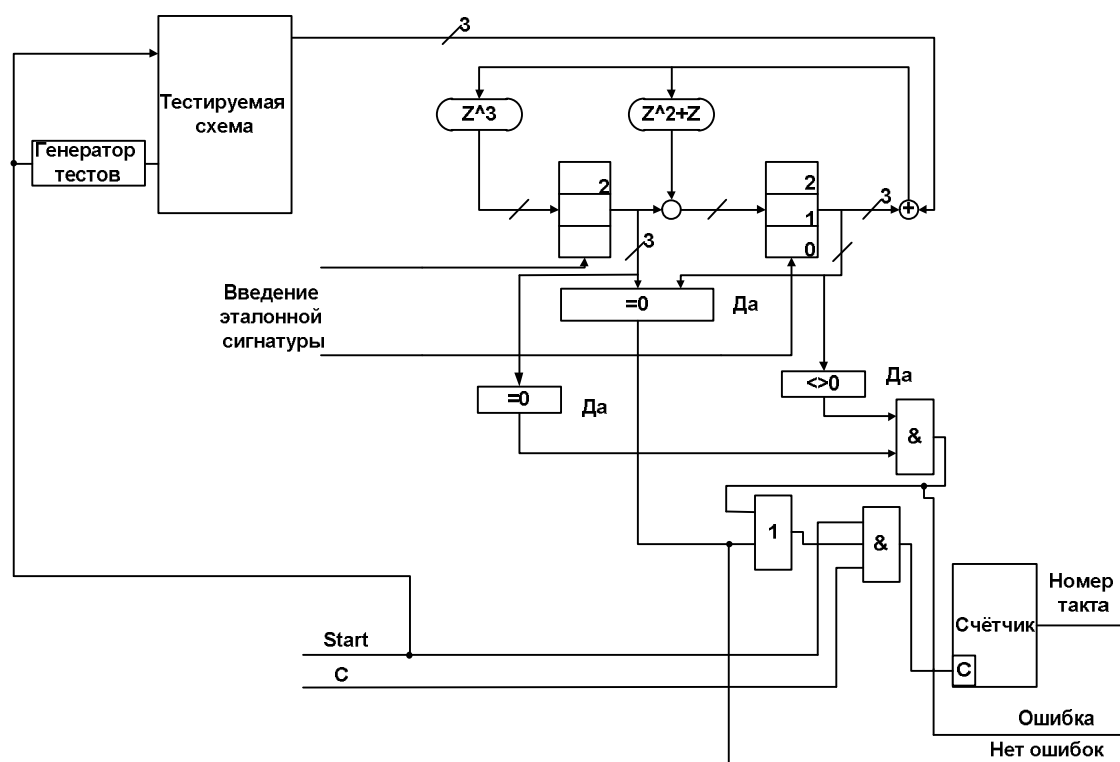 3
Тестируемая
схема
Z^3
Z^2+Z
Генератор
тестов
2
2
1
0
3
+
3
Введение
эталонной
сигнатуры
=0
Да
<>0
Да
=0
Да
&
1
&
Номер
такта
Счётчик
Start
C
C
Ошибка
Нет ошибок